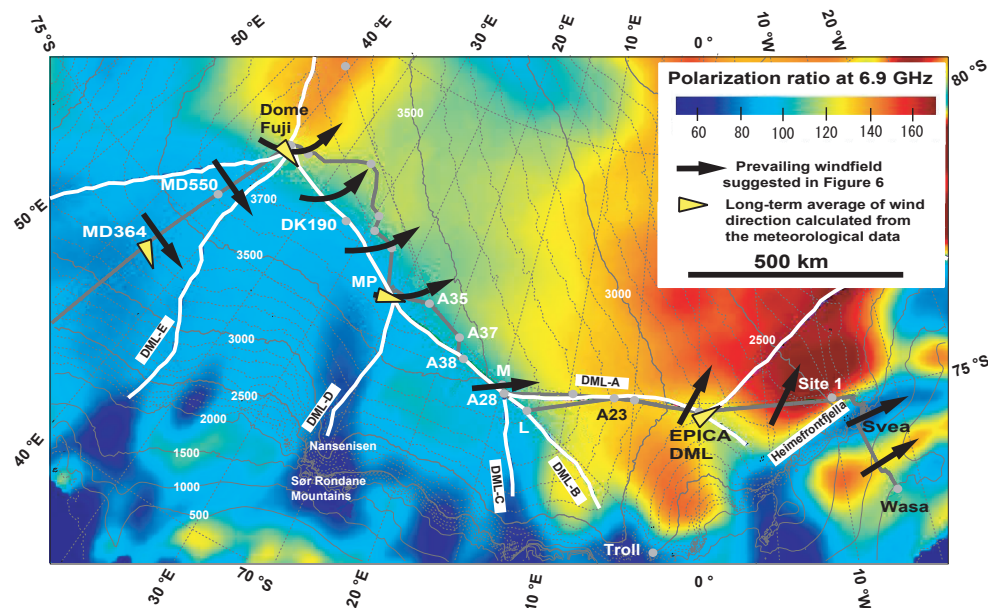 75 °S
50 °E
40 °E
30 °E
20 °E
10 °E
0 °
10 °W
20 °W
80 °S
Polarization ratio at 6.9 GHz
60
80
100
120
140
160
Prevailing windfield
suggested in Figure 6
Long-term average of wind
direction calculated from
the meteorological data
500 km
Dome
Fuji
3500
MD550
3700
50 °E
MD364
DK190
3500
MP
A35
3000
DML-E
3000
A37
2500
A38
75 °S
M
DML-A
Site 1
2500
DML-D
A28
A23
2000
L
EPICA
DML
Heimefrontfjella
Svea
40 °E
1500
Nansenisen
DML-C
DML-B
1000
Sør Rondane
Mountains
Wasa
500
Troll
30 °E
70 °S
20 °E
10 °E
0 °
10 °W